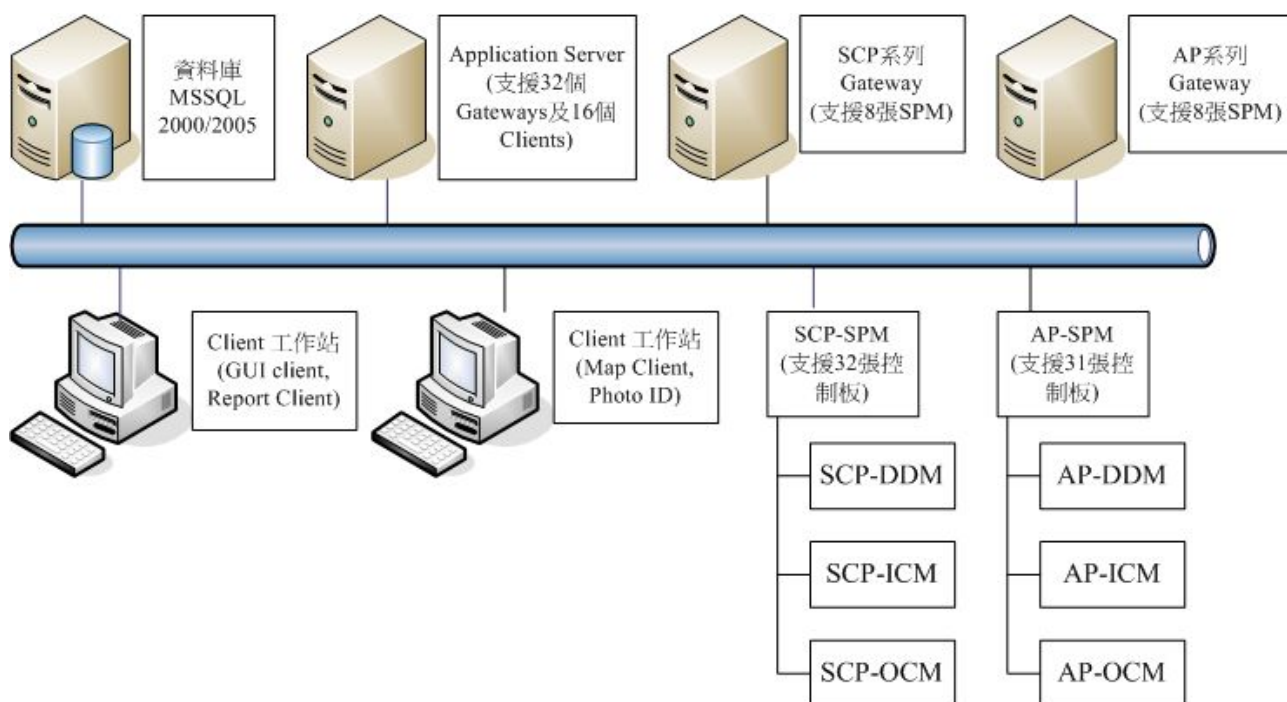 資料庫
MSSQL
2000/2005
Application Server
(支援32個
Gateways及16個
Clients)
SCP系列
Gateway
(支援8張SPM)
AP系列
Gateway
(支援8張SPM)
Client 工作站
(GUI client,
Report Client)
Client 工作站
(Map Client,
Photo ID)
SCP-SPM
(支援32張控
制板)
AP-SPM
(支援31張控
制板)
SCP-DDM
AP-DDM
SCP-ICM
AP-ICM
SCP-OCM
AP-OCM